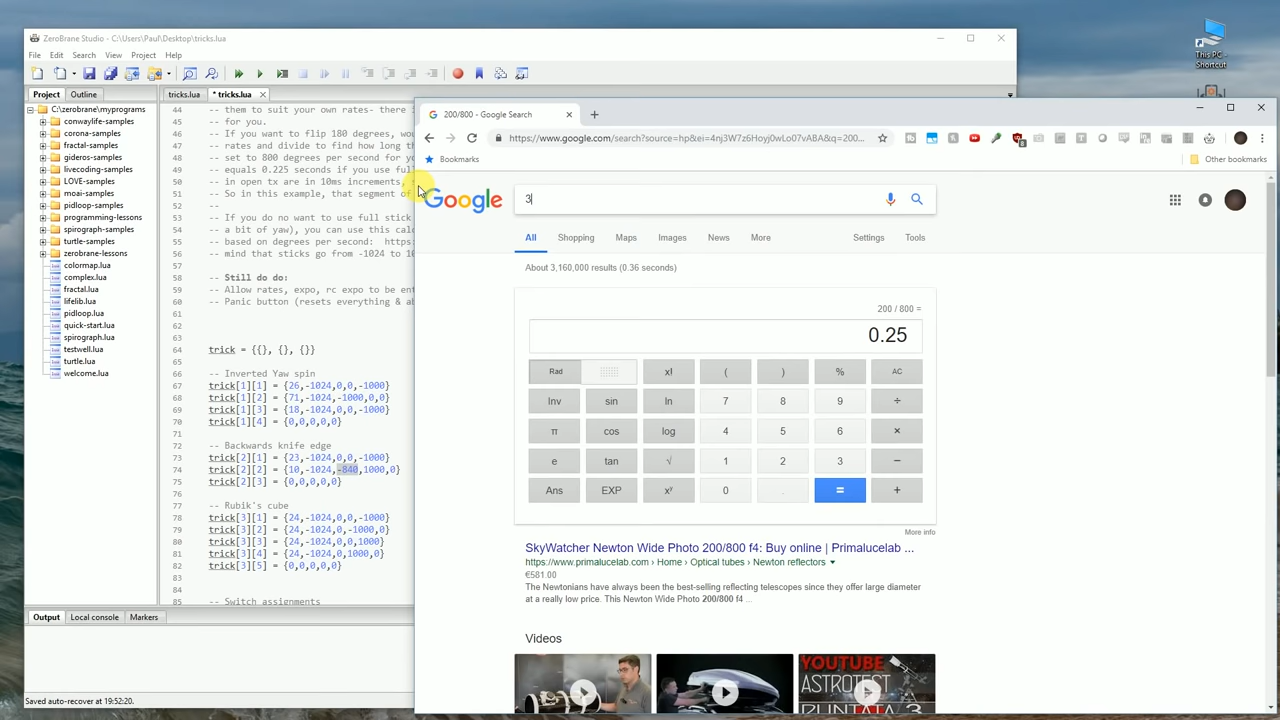 ZeroBrane Studio - C:\Users\Paul\Desktop\tricks.lua
File Edit Search View Project Help
Project Outline
C:\zerobrane\myprograms
conwaylife-samples
corona-samples
fractal-samples
gideros-samples
livecoding-samples
LOVE-samples
moai-samples
pidloop-samples
programming-lessons
spirograph-samples
turtle-samples
zerobrane-lessons
colormap.lua
complex.lua
fractal.lua
lifelib.lua
pidloop.lua
quick-start.lua
spirograph.lua
testwell.lua
turtle.lua
welcome.lua
tricks.lua * tricks.lua
44 -- them to suit your own rates- there
45 -- for you.
46 -- If you want to flip 180 degrees, wou
47 -- rates and divide to find how long th
48 -- set to 800 degrees per second for yo
49 -- equals 0.225 seconds if you use full
50 -- in open tx are in 10ms increments,
51 -- So in this example, that segment of
52 --
53 -- If you do no want to use full stick
54 -- a bit of yaw), you can use this calc
55 -- based on degrees per second: https:
56 -- mind that sticks go from -1024 to 10
57
58 -- Still do do:
59 -- Allow rates, expo, rc expo to be ent
60 -- Panic button (resets everything & ab
61
62
63
64 trick = {{}, {}, {}}
65
66 -- Inverted Yaw spin
67 trick[1][1] = {26,-1024,0,0,-1000}
68 trick[1][2] = {71,-1024,-1000,0,0}
69 trick[1][3] = {18,-1024,0,0,-1000}
70 trick[1][4] = {0,0,0,0,0}
71
72 -- Backwards knife edge
73 trick[2][1] = {23,-1024,0,0,-1000}
74 trick[2][2] = {10,-1024,-840,1000,0}
75 trick[2][3] = {0,0,0,0,0}
76
77 -- Rubik's cube
78 trick[3][1] = {24,-1024,0,0,-1000}
79 trick[3][2] = {24,-1024,0,-1000,0}
80 trick[3][3] = {24,-1024,0,0,1000}
81 trick[3][4] = {24,-1024,0,1000,0}
82 trick[3][5] = {0,0,0,0,0}
83
84 -- Switch assignments
85
Output Local console Markers
Saved auto-recover at 19:52:20.
This PC - Shortcut
200/800 - Google Search
https://www.google.com/search?source=hp&ei=4nj3W7z6Hoyj0wLo07vABA&q=200...
Bookmarks Other bookmarks
Google
3
All Shopping Maps Images News More Settings Tools
About 3,160,000 results (0.36 seconds)
200 / 800 =
0.25
Rad x! ( ) % AC
Inv sin ln 7 8 9 ÷
π cos log 4 5 6 ×
e tan √ 1 2 3 −
Ans EXP xʸ 0 . = +
More info
SkyWatcher Newton Wide Photo 200/800 f4: Buy online | Primalucelab ...
https://www.primalucelab.com › Home › Optical tubes › Newton reflectors
€581.00
The Newtonians have always been the best-selling reflecting telescopes since they offer large diameter
at a really low price. This Newton Wide Photo 200/800 f4 ...
Videos
YOUTUBE
ASTROTEST
PUNTATA 3